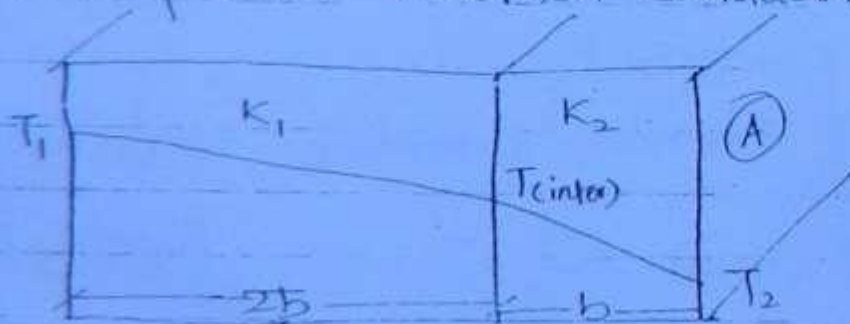 K₁ K₂ A
T₁ T(inter)
T₂
2b b